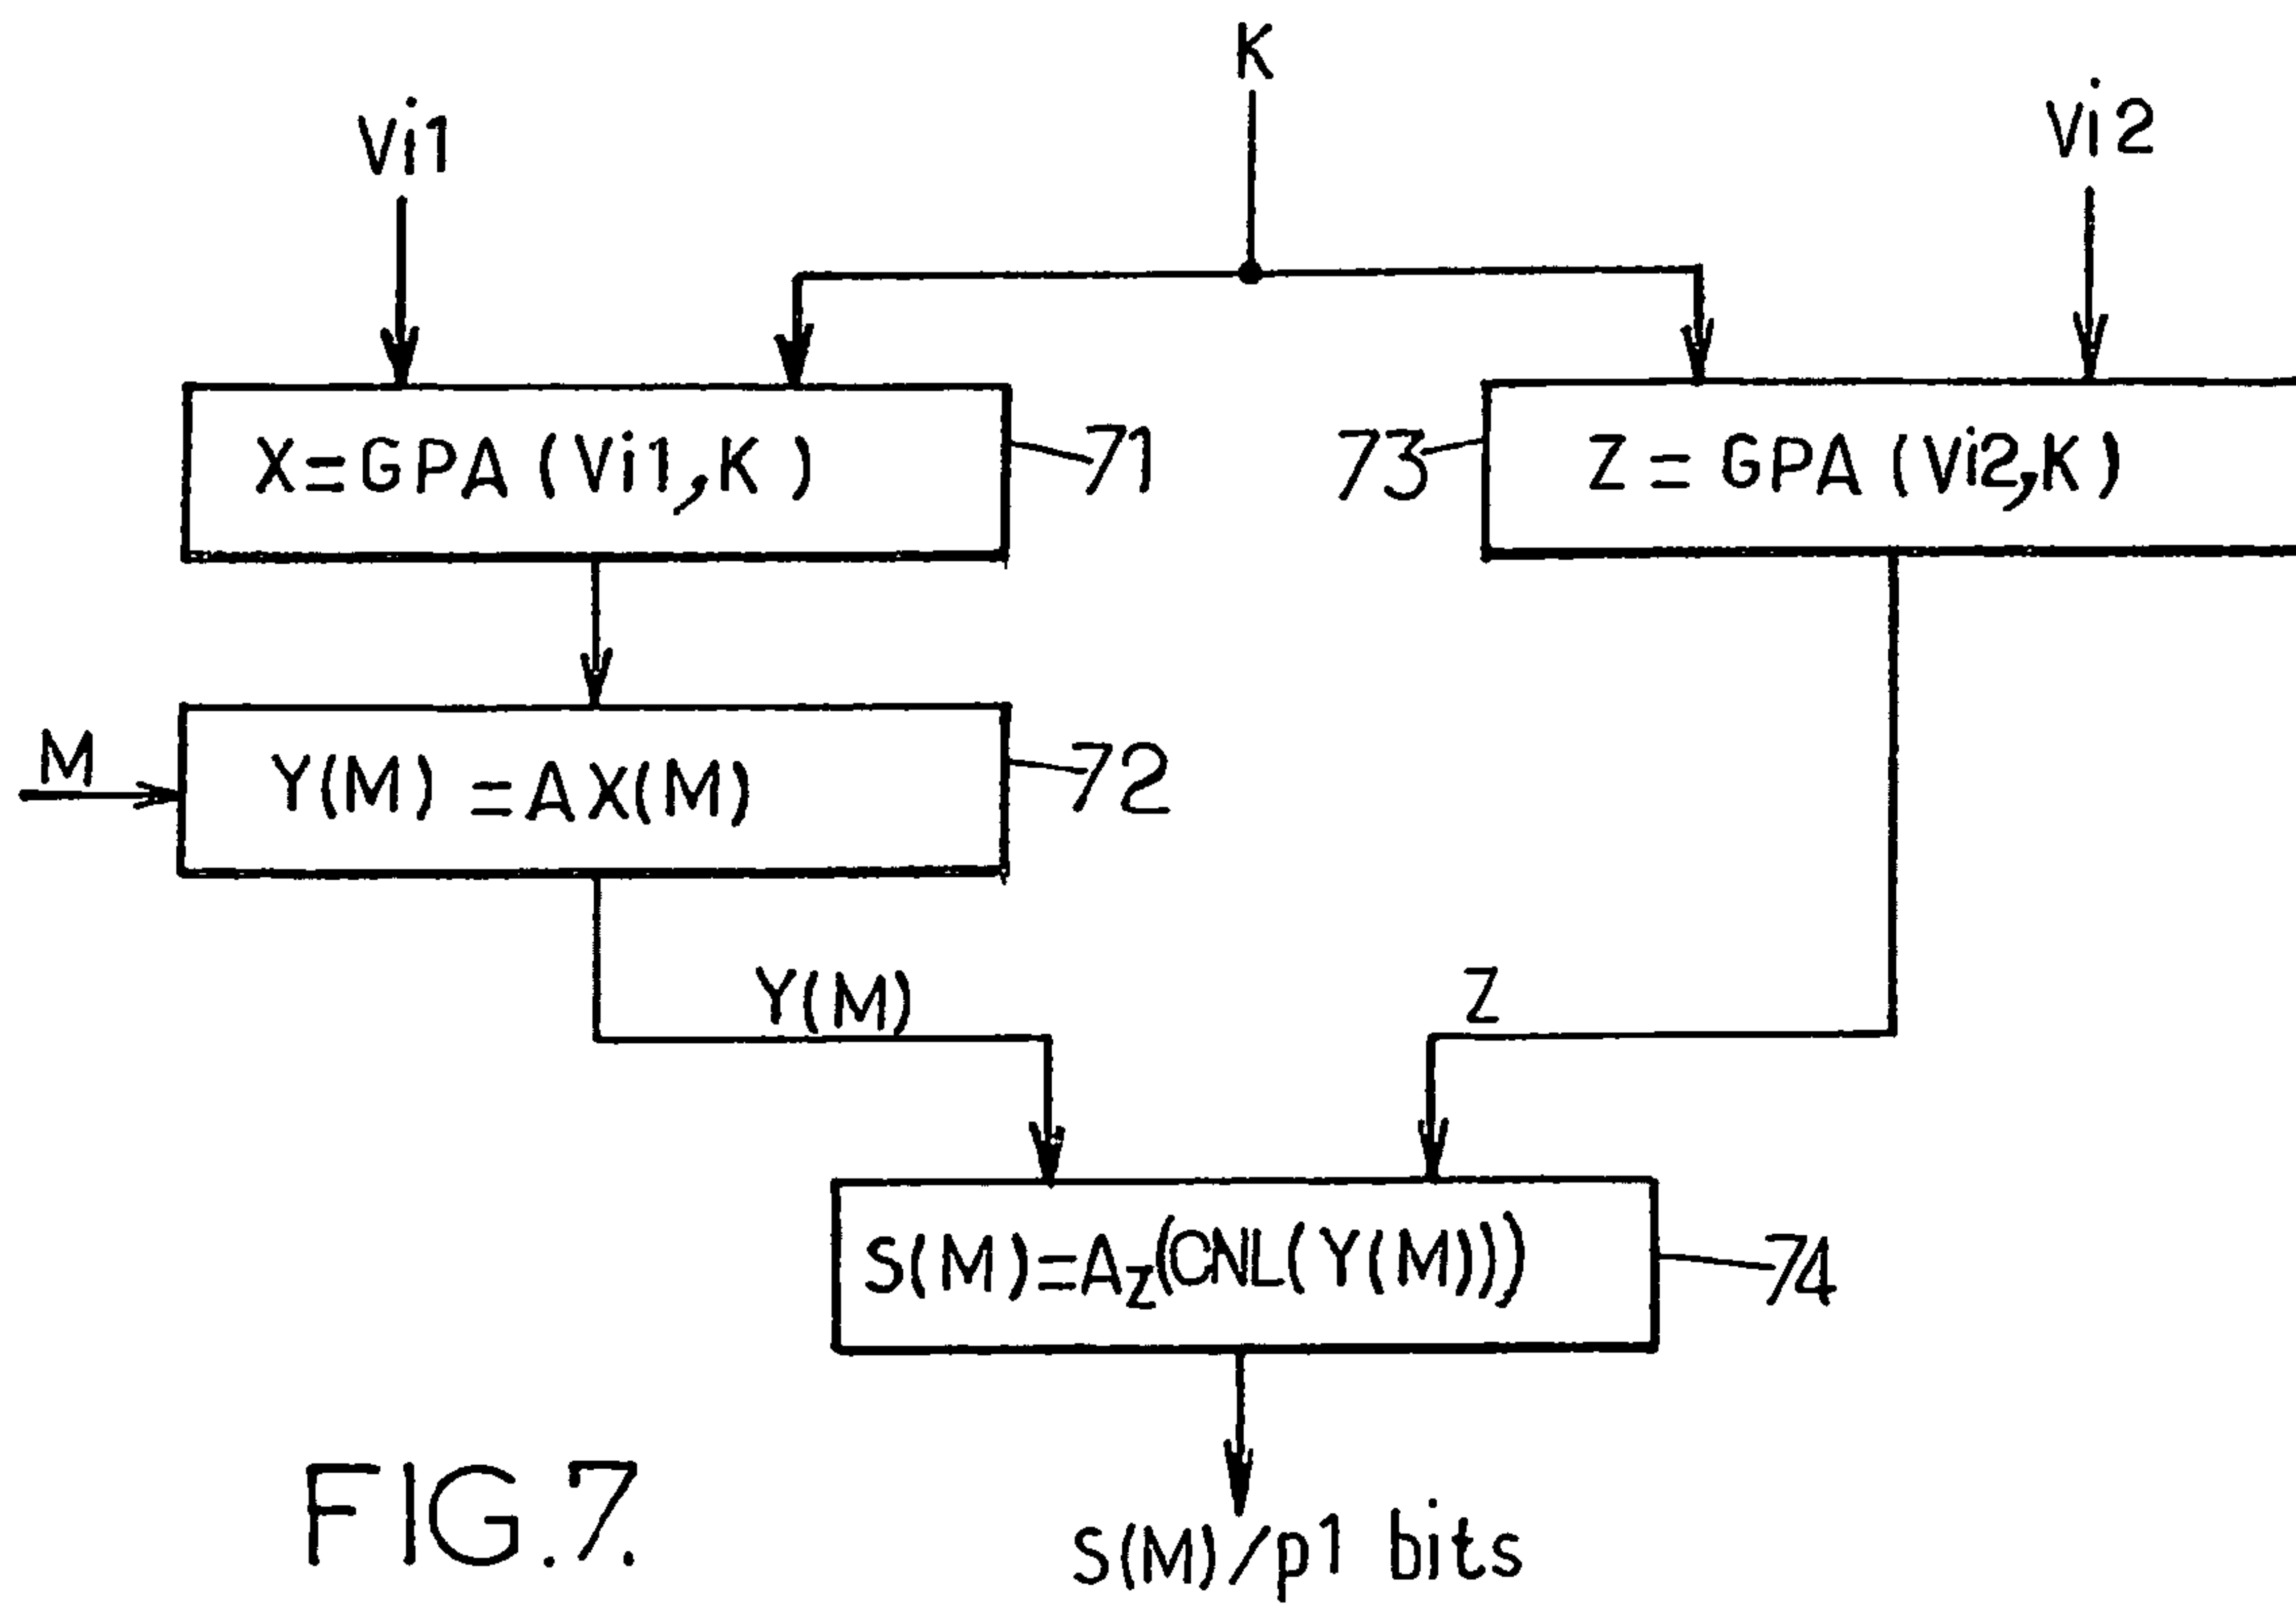 K
Vi1
Vi2
X=GPA(Vi1,K)
71
73
Z=GPA(Vi2,K)
M
Y(M)=AX(M)
72
Y(M)
Z
S(M)=Az(CNL(Y(M)))
74
S(M)/p1 bits
FIG.7.